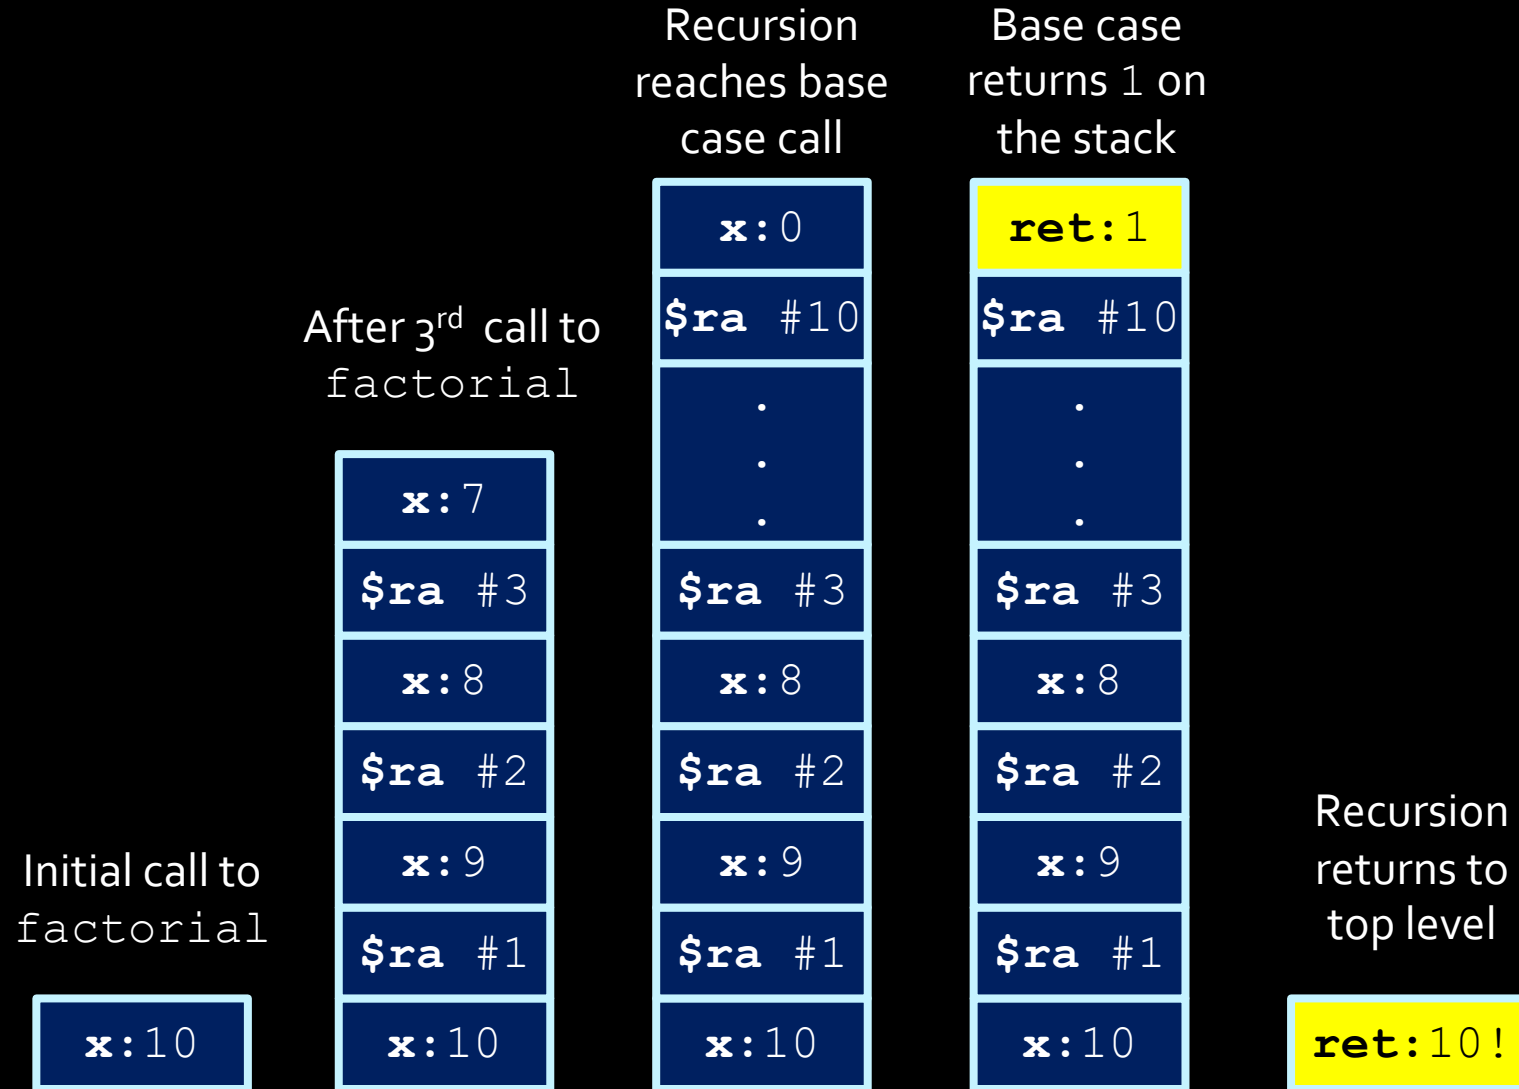 Initial call to
factorial
x:10
After 3rd call to
factorial
x:7
$ra #3
x:8
$ra #2
x:9
$ra #1
x:10
Recursion
reaches base
case call
x:0
$ra #10
.
.
.
$ra #3
x:8
$ra #2
x:9
$ra #1
x:10
Base case
returns 1 on
the stack
ret:1
$ra #10
.
.
.
$ra #3
x:8
$ra #2
x:9
$ra #1
x:10
Recursion
returns to
top level
ret:10!